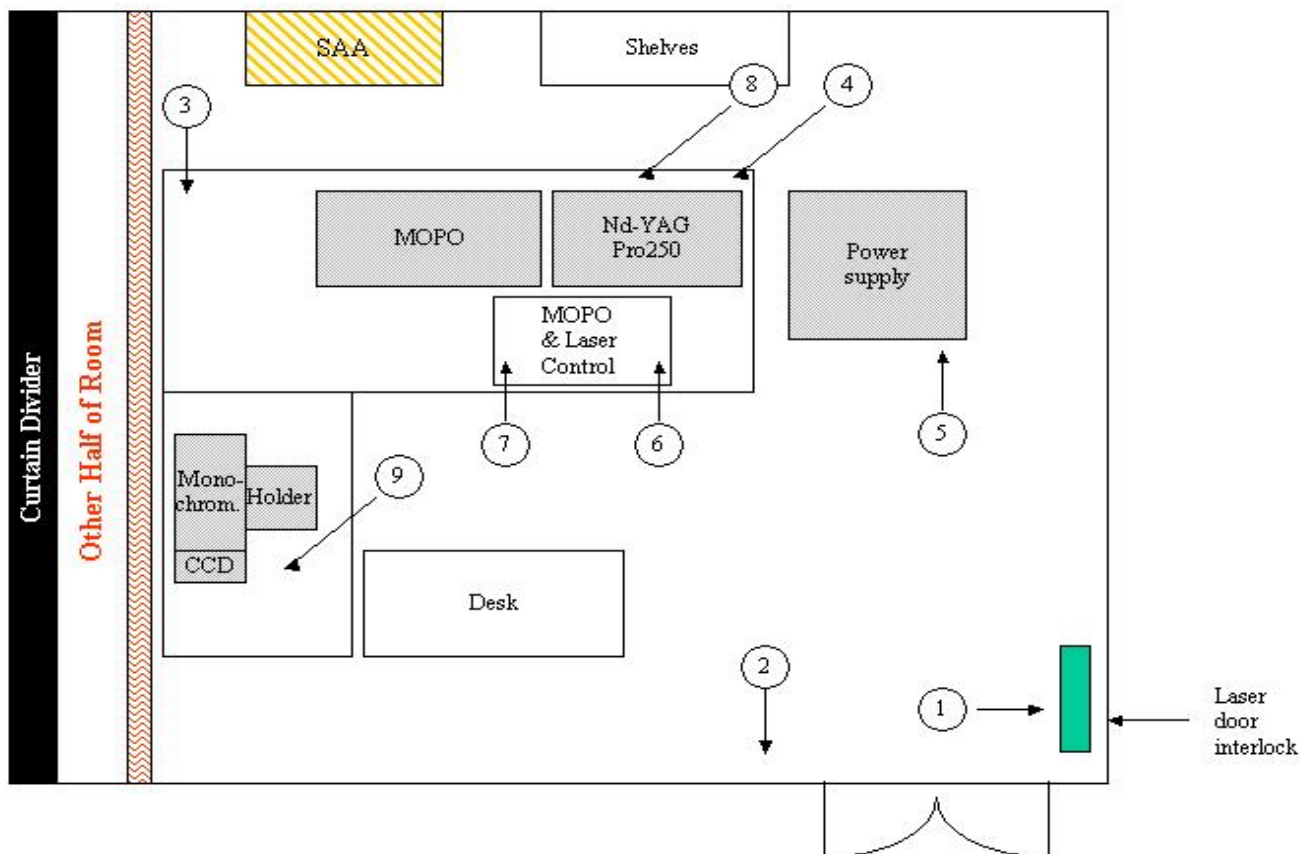 SAA
Shelves
3
8
4
MOPO
Nd-YAG
Pro250
Power
supply
MOPO
& Laser
Control
7
6
5
Curtain Divider
Other Half of Room
9
Mono-
chrom.
Holder
CCD
Desk
2
1
Laser
door
interlock